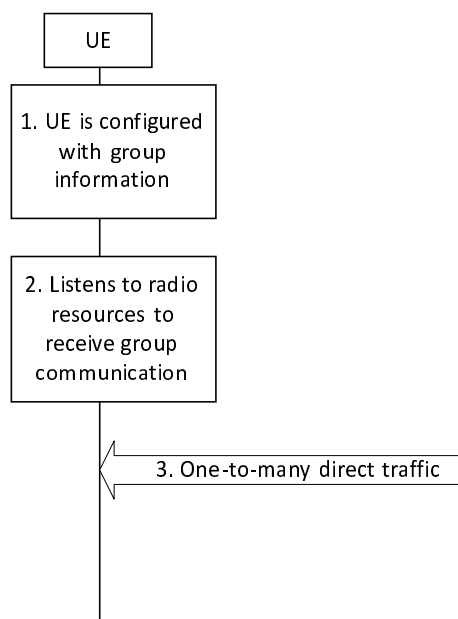 UE
1. UE is configured
with group
information
2. Listens to radio
resources to
receive group
communication
3. One-to-many direct traffic